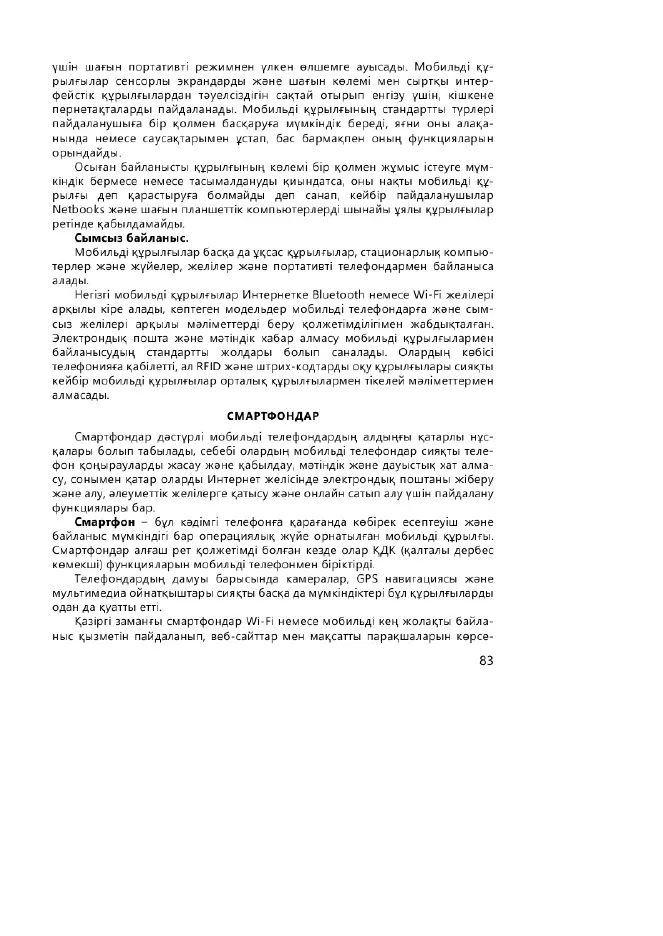 үшін шағын портативті режимнен үлкен өлшемге ауысады. Мобильді құ-
рылғылар сенсорлы экрандарды және шағын көлемі мен сыртқы интер-
фейстік құрылғылардан тәуелсіздігін сақтай отырып енгізу үшін, кішкене
пернетақталарды пайдаланады. Мобильді құрылғының стандартты түрлері
пайдаланушыға бір қолмен басқаруға мүмкіндік береді, яғни оны алақа-
нында немесе саусақтарымен ұстап, бас бармақпен оның функцияларын
орындайды.
Осыған байланысты құрылғының көлемі бір қолмен жұмыс істеуге мүм-
кіндік бермесе немесе тасымалдануды қиындатса, оны нақты мобильді құ-
рылғы деп қарастыруға болмайды деп санап, кейбір пайдаланушылар
Netbooks және шағын планшеттік компьютерлерді шынайы ұялы құрылғылар
ретінде қабылдамайды.
Сымсыз байланыс.
Мобильді құрылғылар басқа да ұқсас құрылғылар, стационарлық компью-
терлер және жүйелер, желілер және портативті телефондармен байланыса
алады.
Негізгі мобильді құрылғылар Интернетке Bluetooth немесе Wi-Fi желілері
арқылы кіре алады, көптеген модельдер мобильді телефондарға және сым-
сыз желілері арқылы мәліметтерді беру қолжетімділігімен жабдықталған.
Электрондық пошта және мәтіндік хабар алмасу мобильді құрылғылармен
байланысудың стандартты жолдары болып саналады. Олардың көбісі
телефонияға қабілетті, ал RFID және штрих-кодтарды оқу құрылғылары сияқты
кейбір мобильді құрылғылар орталық құрылғылармен тікелей мәліметтермен
алмасады.
СМАРТФОНДАР
Смартфондар дәстүрлі мобильді телефондардың алдыңғы қатарлы нұс-
қалары болып табылады, себебі олардың мобильді телефондар сияқты теле-
фон қоңырауларды жасау және қабылдау, мәтіндік және дауыстық хат алма-
су, сонымен қатар оларды Интернет желісінде электрондық поштаны жіберу
және алу, әлеуметтік желілерге қатысу және онлайн сатып алу үшін пайдалану
функциялары бар.
Смартфон – бұл кәдімгі телефонға қарағанда көбірек есептеуіш және
байланыс мүмкіндігі бар операциялық жүйе орнатылған мобильді құрылғы.
Смартфондар алғаш рет қолжетімді болған кезде олар ҚДК (қалталы дербес
көмекші) функцияларын мобильді телефонмен біріктірді.
Телефондардың дамуы барысында камералар, GPS навигациясы және
мультимедиа ойнатқыштары сияқты басқа да мүмкіндіктері бұл құрылғыларды
одан да қуатты етті.
Қазіргі заманғы смартфондар Wi-Fi немесе мобильді кең жолақты байла-
ныс қызметін пайдаланып, веб-сайттар мен мақсатты парақшаларын көрсе-
83